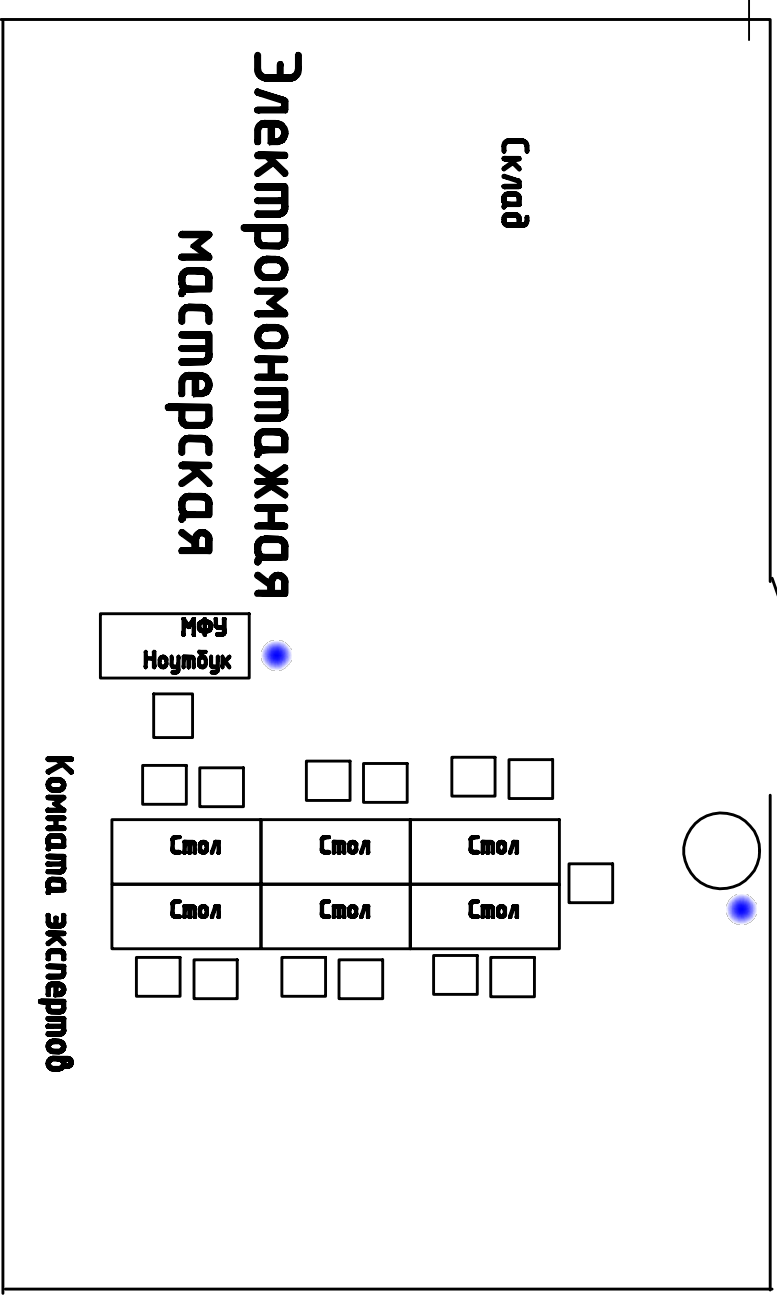 Электромонтажная
мастерская
Склад
МФУ
Ноутбук
Комната экспертов
Стол
Стол
Стол
Стол
Стол
Стол